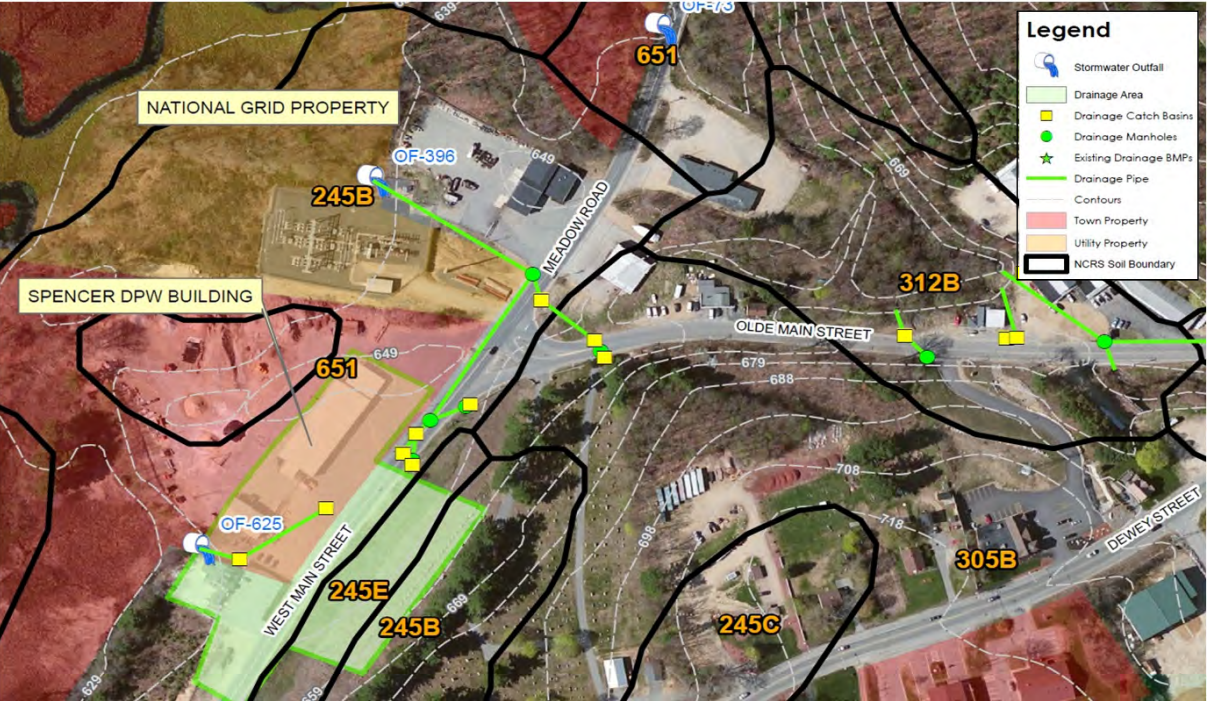 639
OF-73
651
NATIONAL GRID PROPERTY
OF-396
649
245B
MEADOW ROAD
669
SPENCER DPW BUILDING
312B
OLDE MAIN STREET
649
651
679
688
708
698
718
OF-625
WEST MAIN STREET
245E
245B
669
659
629
245C
305B
DEWEY STREET
Legend
Stormwater Outfall
Drainage Area
Drainage Catch Basins
Drainage Manholes
Existing Drainage BMPs
Drainage Pipe
Contours
Town Property
Utility Property
NCRS Soil Boundary